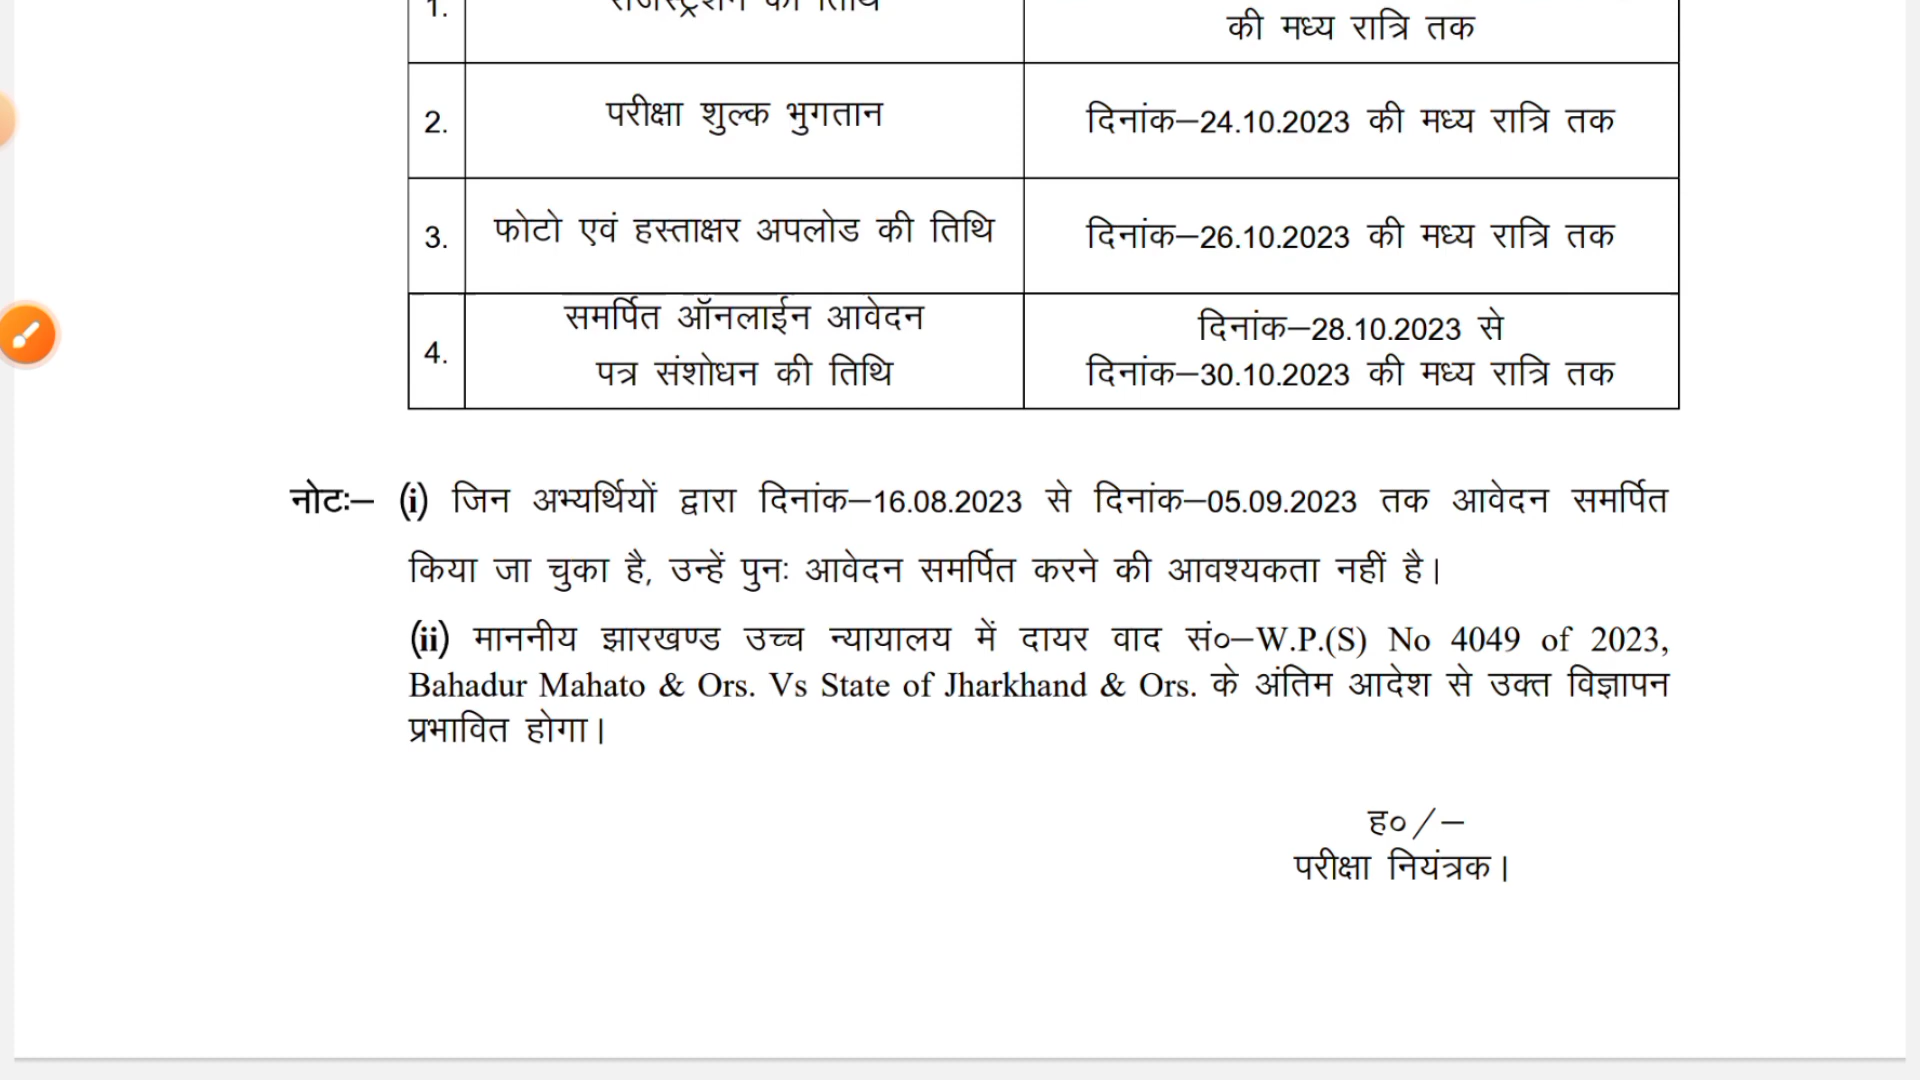 1. रजिस्ट्रेशन की तिथि
की मध्य रात्रि तक
2. परीक्षा शुल्क भुगतान दिनांक–24.10.2023 की मध्य रात्रि तक
3. फोटो एवं हस्ताक्षर अपलोड की तिथि दिनांक–26.10.2023 की मध्य रात्रि तक
4. समर्पित ऑनलाईन आवेदन
पत्र संशोधन की तिथि
दिनांक–28.10.2023 से
दिनांक–30.10.2023 की मध्य रात्रि तक
नोटः– (i) जिन अभ्यर्थियों द्वारा दिनांक–16.08.2023 से दिनांक–05.09.2023 तक आवेदन समर्पित
किया जा चुका है, उन्हें पुनः आवेदन समर्पित करने की आवश्यकता नहीं है।
(ii) माननीय झारखण्ड उच्च न्यायालय में दायर वाद सं०–W.P.(S) No 4049 of 2023,
Bahadur Mahato & Ors. Vs State of Jharkhand & Ors. के अंतिम आदेश से उक्त विज्ञापन
प्रभावित होगा।
ह०/–
परीक्षा नियंत्रक।